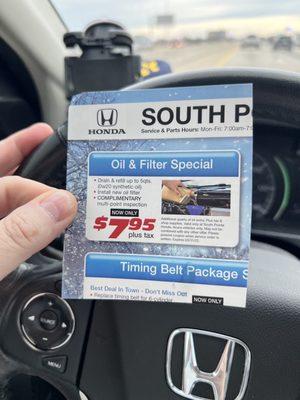 HONDA
SOUTH P
Service & Parts Hours: Mon-Fri: 7:00am-7
Oil & Filter Special
• Drain & refill up to 5qts.
(0w20 synthetic oil)
• Install new oil filter
• COMPLIMENTARY
multi-point inspection
NOW ONLY
$7.95
plus tax
Timing Belt Package S
Best Deal In Town - Don't Miss Out!
• Replace timing belt for 6-cylinder
NOW ONLY
MENU